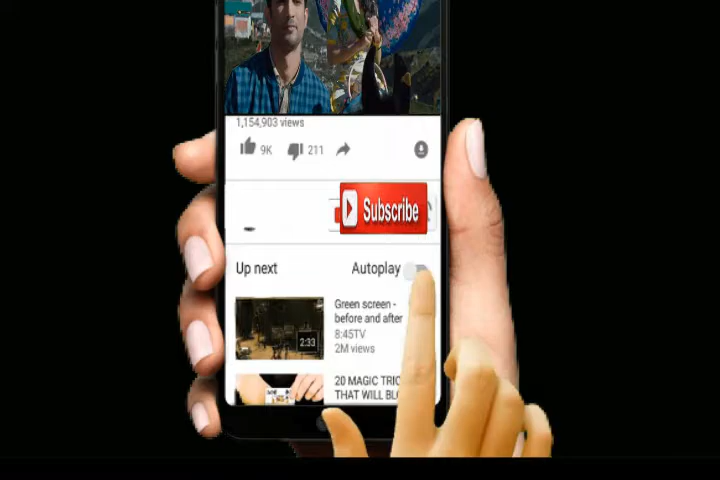 1,154,903 views
9K 211
Subscribe
Up next Autoplay
Green screen -
before and after
8:45TV
2M views
2:33
20 MAGIC TRIC
THAT WILL BL